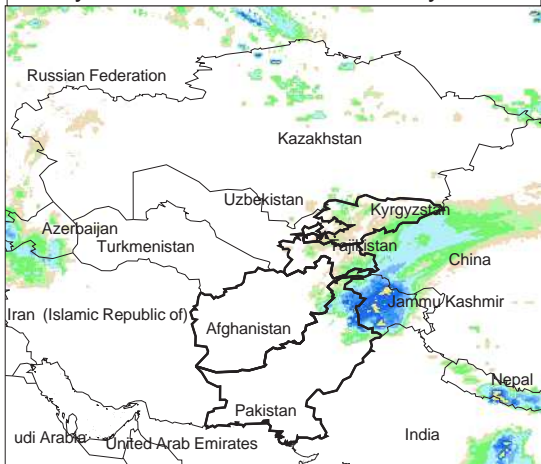 Russian Federation
Kazakhstan
Uzbekistan
Kyrgyzstan
Azerbaijan
Turkmenistan
Tajikistan
China
Iran (Islamic Republic of)
Jammu/Kashmir
Afghanistan
Nepal
Pakistan
udi Arabia
United Arab Emirates
India